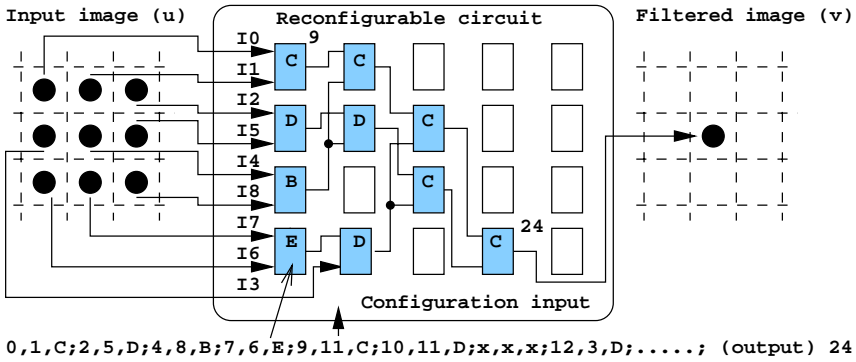 Input image (u)
Reconfigurable circuit
Filtered image (v)
I0
9
C
C
I1
I2
D
D
C
I5
I4
B
C
I8
I7
E
D
C
24
I6
I3
Configuration input
0,1,C;2,5,D;4,8,B;7,6,E;9,11,C;10,11,D;x,x,x;12,3,D;.....; (output) 24